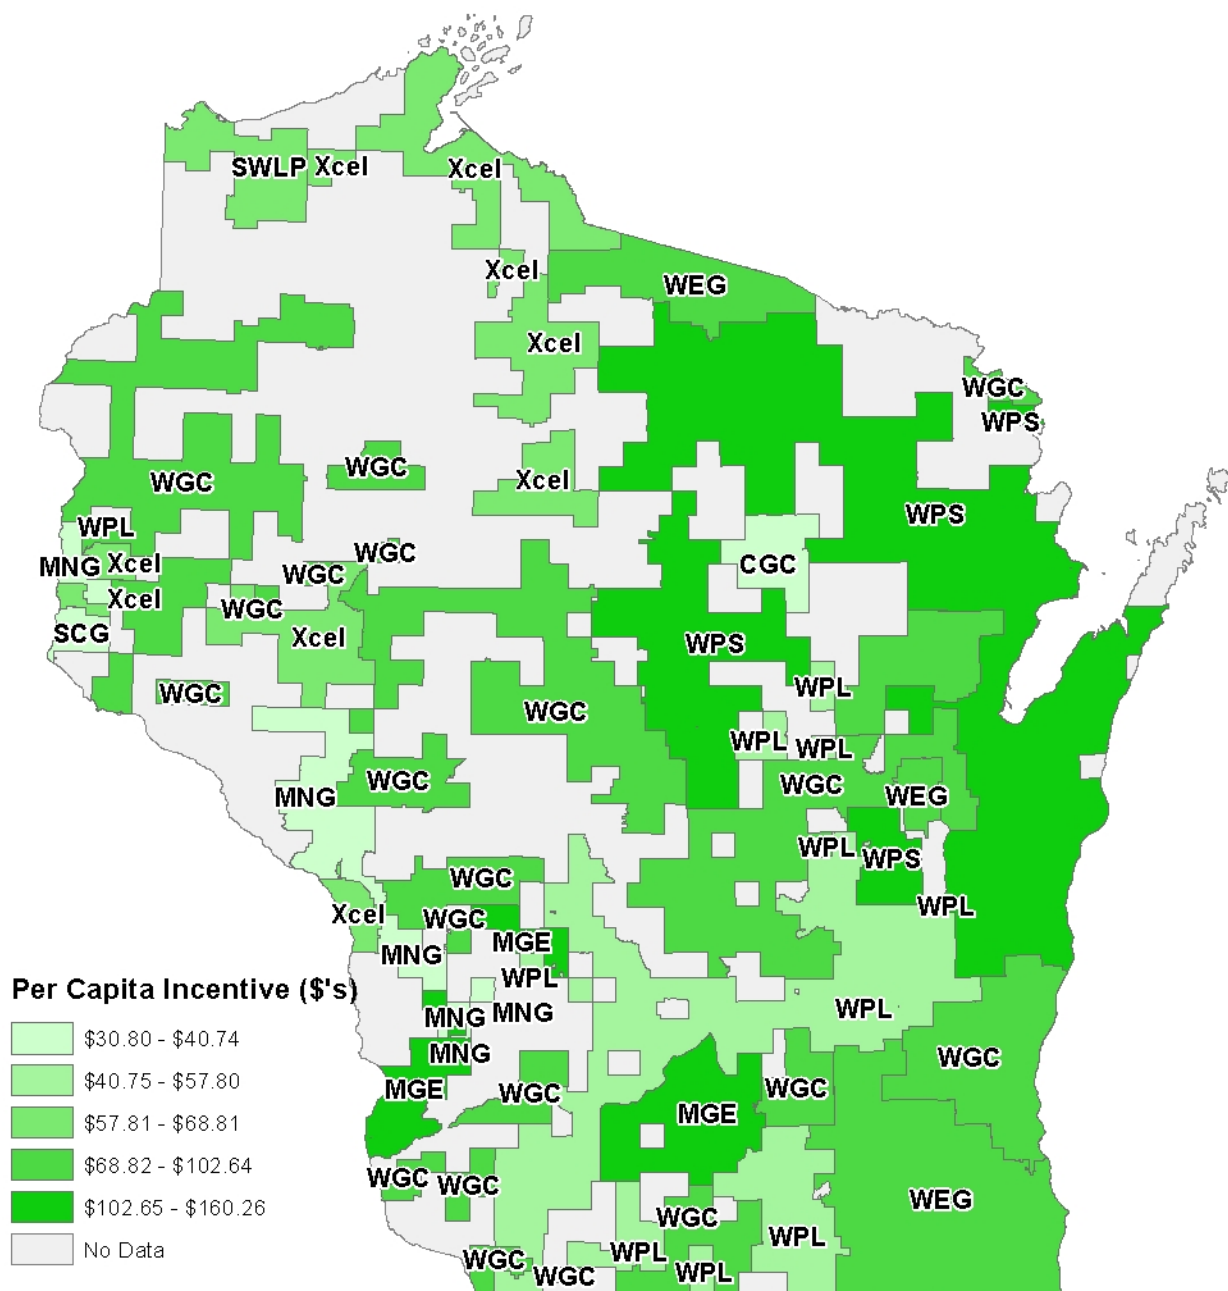 SWLP Xcel Xcel
Xcel
WEG
Xcel
WGC
WPS
WGC
Xcel
WGC
WPS
WPL
WGC
MNG Xcel
CGC
WGC
Xcel
WGC
SCG
Xcel
WPS
WPL
WGC
WGC
WPL WPL
WGC
WGC
MNG
WEG
WPL WPS
WGC
WPL
Xcel
WGC
MGE
MNG
WPL
Per Capita Incentive ($'s)
WPL
MNG MNG
$30.80 - $40.74
MNG
WGC
$40.75 - $57.80
MGE
WGC
WGC
MGE
$57.81 - $68.81
$68.82 - $102.64
WGC WGC
WEG
$102.65 - $160.26
WGC
WPL
No Data
WGC
WPL
WGC
WPL